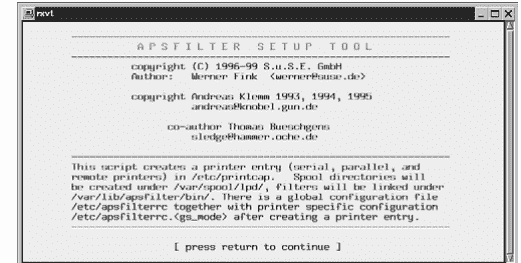 rxvt
APSFILTER SETUP TOOL
copyright (C) 1996-99 S.u.S.E. GmbH
Author: Werner Fink <werner@suse.de>
copyright Andreas Klemm 1993, 1994, 1995
andreas@knobel.gun.de
co-author Thomas Bueschgens
sledge@hammer.oche.de
This script creates a printer entry (serial, parallel, and
remote printers) in /etc/printcap. Spool directories will
be created under /var/spool/lpd/, filters will be linked under
/var/lib/apsfilter/bin/. There is a global configuration file
/etc/apsfilterrc together with printer specific configuration
/etc/apsfilterrc.<gs_mode> after creating a printer entry.
[ press return to continue ]